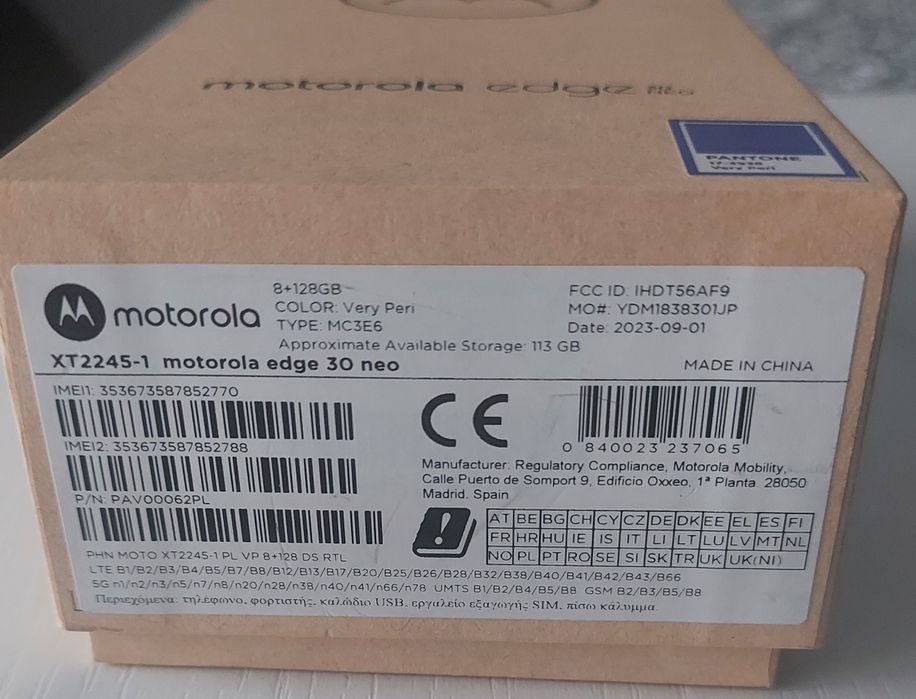 motorola edge 30 neo
PANTONE
17-3938
Very Peri
motorola
8+128GB
COLOR: Very Peri
TYPE: MC3E6
Approximate Available Storage: 113 GB
FCC ID: IHDT56AF9
MO#: YDM1838301JP
Date: 2023-09-01
XT2245-1 motorola edge 30 neo
MADE IN CHINA
IMEI1: 353673587852770
IMEI2: 353673587852788
P/N: PAV00062PL
CE
0 840023 237065
Manufacturer: Regulatory Compliance, Motorola Mobility,
Calle Puerto de Somport 9, Edificio Oxxeo, 1ª Planta. 28050
Madrid. Spain
AT BE BG CH CY CZ DE DK EE EL ES FI
FR HR HU IE IS IT LI LT LU LV MT NL
NO PL PT RO SE SI SK TR UK UK(NI)
PHN MOTO XT2245-1 PL VP 8+128 DS RTL
LTE B1/B2/B3/B4/B5/B7/B8/B12/B13/B17/B20/B25/B26/B28/B32/B38/B40/B41/B42/B43/B66
5G n1/n2/n3/n5/n7/n8/n20/n28/n38/n40/n41/n66/n78 UMTS B1/B2/B4/B5/B8 GSM B2/B3/B5/B8
Περιεχόμενα: τηλέφωνο, φορτιστής, καλώδιο USB, εργαλείο εξαγωγής SIM, πίσω κάλυμμα.